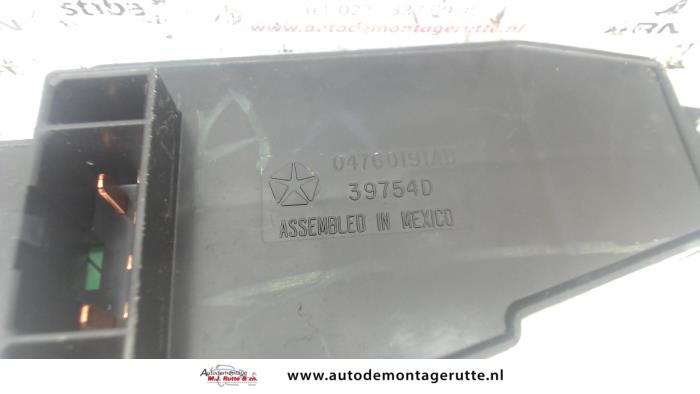 04760191AB
39754D
ASSEMBLED IN MEXICO
Autodemontage
M.J. Rutte & zn.
www.autodemontagerutte.nl